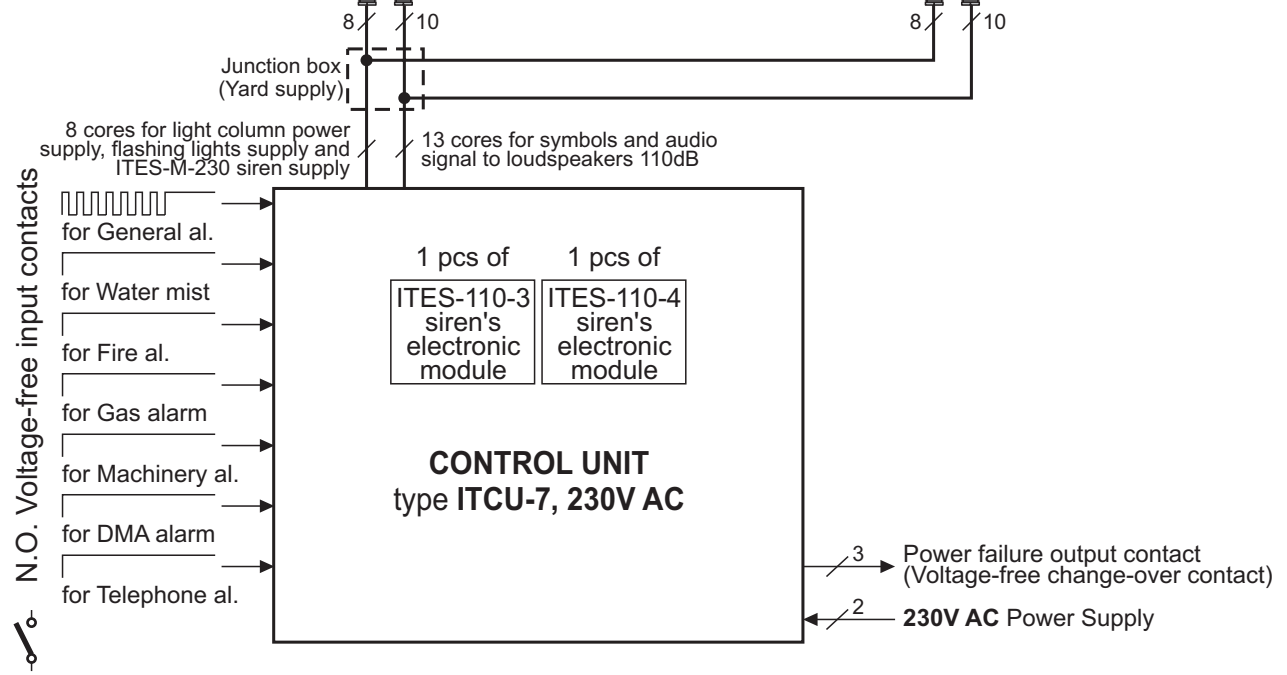 8
10
8
10
Junction box
(Yard supply)
8 cores for light column power
supply, flashing lights supply and
ITES-M-230 siren supply
13 cores for symbols and audio
signal to loudspeakers 110dB
N.O. Voltage-free input contacts
for General al.
for Water mist
for Fire al.
for Gas alarm
for Machinery al.
for DMA alarm
for Telephone al.
1 pcs of
ITES-110-3
siren's
electronic
module
1 pcs of
ITES-110-4
siren's
electronic
module
CONTROL UNIT
type ITCU-7, 230V AC
3
Power failure output contact
(Voltage-free change-over contact)
2
230V AC Power Supply